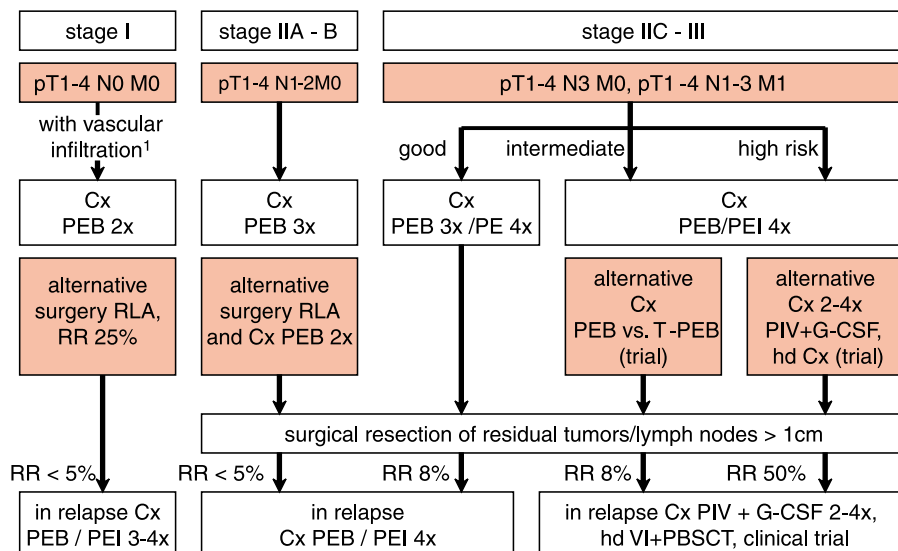 stage I
stage IIA - B
stage IIC - III
pT1-4 N0 M0
pT1-4 N1-2M0
pT1-4 N3 M0, pT1 -4 N1-3 M1
with vascular
infiltration¹
good
intermediate
high risk
Cx
PEB 2x
Cx
PEB 3x
Cx
PEB 3x /PE 4x
Cx
PEB/PEI 4x
alternative
surgery RLA,
RR 25%
alternative
surgery RLA
and Cx PEB 2x
alternative
Cx
PEB vs. T -PEB
(trial)
alternative
Cx 2-4x
PIV+G-CSF,
hd Cx (trial)
surgical resection of residual tumors/lymph nodes > 1cm
RR < 5%
RR < 5%
RR 8%
RR 8%
RR 50%
in relapse Cx
PEB / PEI 3-4x
in relapse
Cx PEB / PEI 4x
in relapse Cx PIV + G-CSF 2-4x,
hd VI+PBSCT, clinical trial